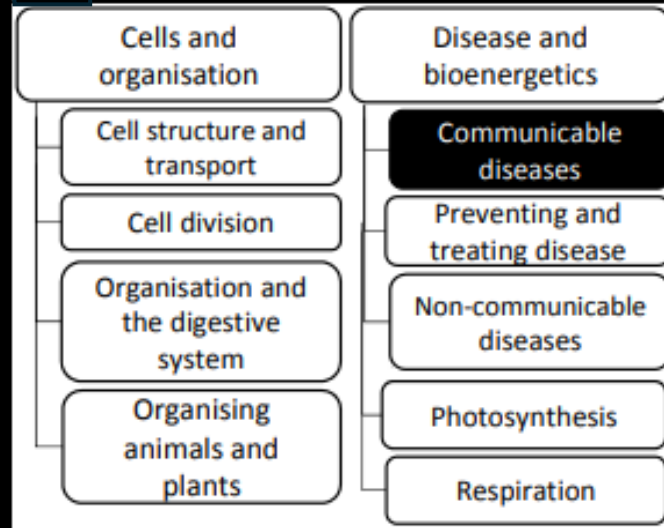 Cells and
organisation
Cell structure and
transport
Cell division
Organisation and
the digestive
system
Organising
animals and
plants
Disease and
bioenergetics
Communicable
diseases
Preventing and
treating disease
Non-communicable
diseases
Photosynthesis
Respiration